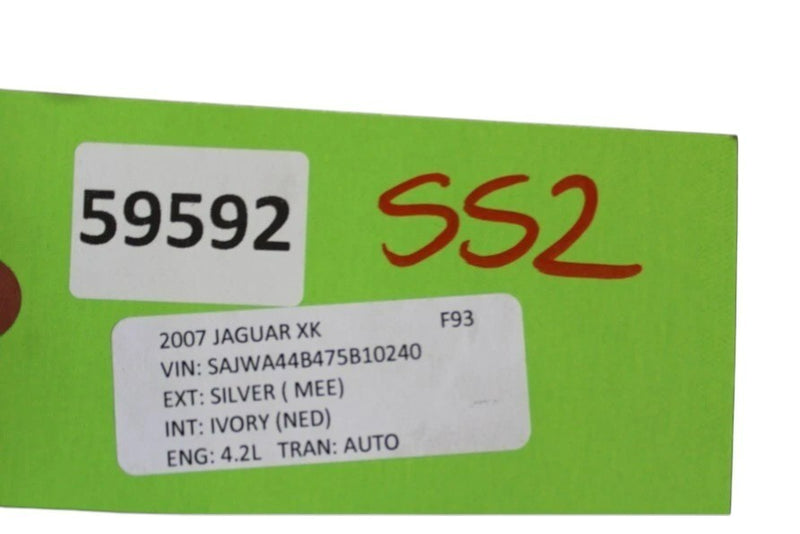 59592
SS2
2007 JAGUAR XK F93
VIN: SAJWA44B475B10240
EXT: SILVER ( MEE)
INT: IVORY (NED)
ENG: 4.2L TRAN: AUTO